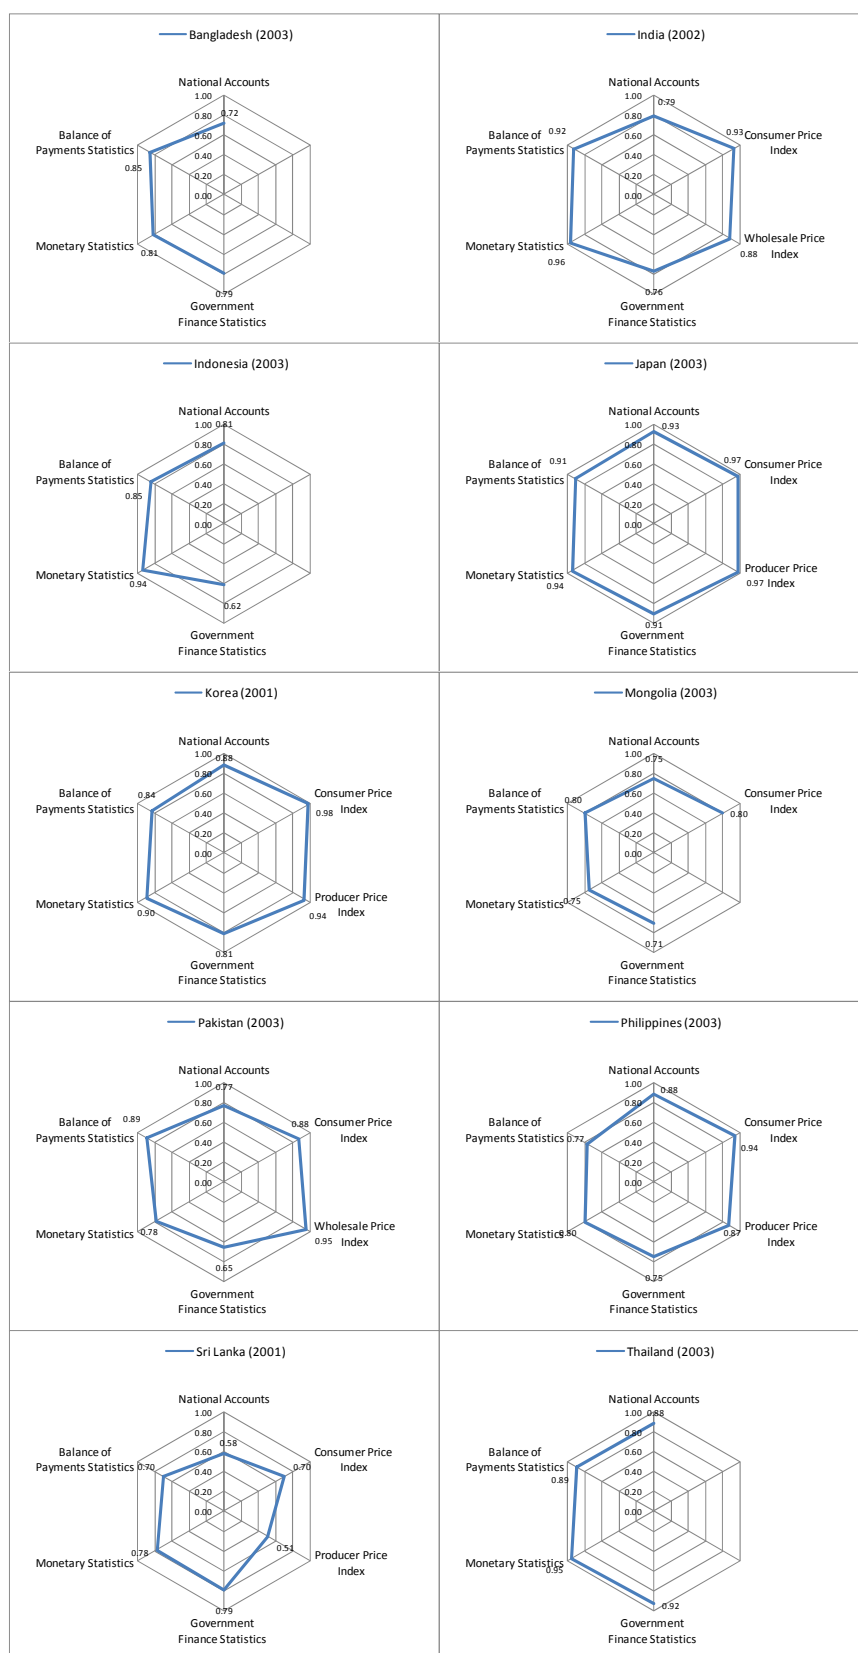 Bangladesh (2003)
National Accounts
1.00
0.80
0.60
0.40
0.20
0.00
0.72
Balance of
Payments Statistics
0.85
Monetary Statistics
0.81
0.79
Government
Finance Statistics
India (2002)
National Accounts
1.00
0.80
0.60
0.40
0.20
0.00
0.79
0.93
Consumer Price
Index
Wholesale Price
Index
0.88
0.76
Government
Finance Statistics
Monetary Statistics
0.96
0.92
Balance of
Payments Statistics
Indonesia (2003)
National Accounts
1.00
0.80
0.60
0.40
0.20
0.00
0.81
Balance of
Payments Statistics
0.85
Monetary Statistics
0.94
0.62
Government
Finance Statistics
Japan (2003)
National Accounts
1.00
0.80
0.60
0.40
0.20
0.00
0.93
0.97
Consumer Price
Index
Producer Price
Index
0.97
0.91
Government
Finance Statistics
Monetary Statistics
0.94
0.91
Balance of
Payments Statistics
Korea (2001)
National Accounts
1.00
0.80
0.60
0.40
0.20
0.00
0.88
Consumer Price
Index
0.98
Producer Price
Index
0.94
0.81
Government
Finance Statistics
Monetary Statistics
0.90
0.84
Balance of
Payments Statistics
Mongolia (2003)
National Accounts
1.00
0.80
0.60
0.40
0.20
0.00
0.75
Consumer Price
Index
0.80
0.71
Government
Finance Statistics
Monetary Statistics
0.75
0.80
Balance of
Payments Statistics
Pakistan (2003)
National Accounts
1.00
0.80
0.60
0.40
0.20
0.00
0.77
0.88
Consumer Price
Index
Wholesale Price
Index
0.95
0.65
Government
Finance Statistics
Monetary Statistics
0.78
0.89
Balance of
Payments Statistics
Philippines (2003)
National Accounts
1.00
0.80
0.60
0.40
0.20
0.00
0.88
Consumer Price
Index
0.94
Producer Price
Index
0.87
0.75
Government
Finance Statistics
Monetary Statistics
0.80
0.77
Balance of
Payments Statistics
Sri Lanka (2001)
National Accounts
1.00
0.80
0.60
0.40
0.20
0.00
0.58
Consumer Price
Index
0.70
Producer Price
Index
0.51
0.79
Government
Finance Statistics
Monetary Statistics
0.78
0.70
Balance of
Payments Statistics
Thailand (2003)
National Accounts
1.00
0.80
0.60
0.40
0.20
0.00
0.88
Balance of
Payments Statistics
0.89
Monetary Statistics
0.95
0.92
Government
Finance Statistics